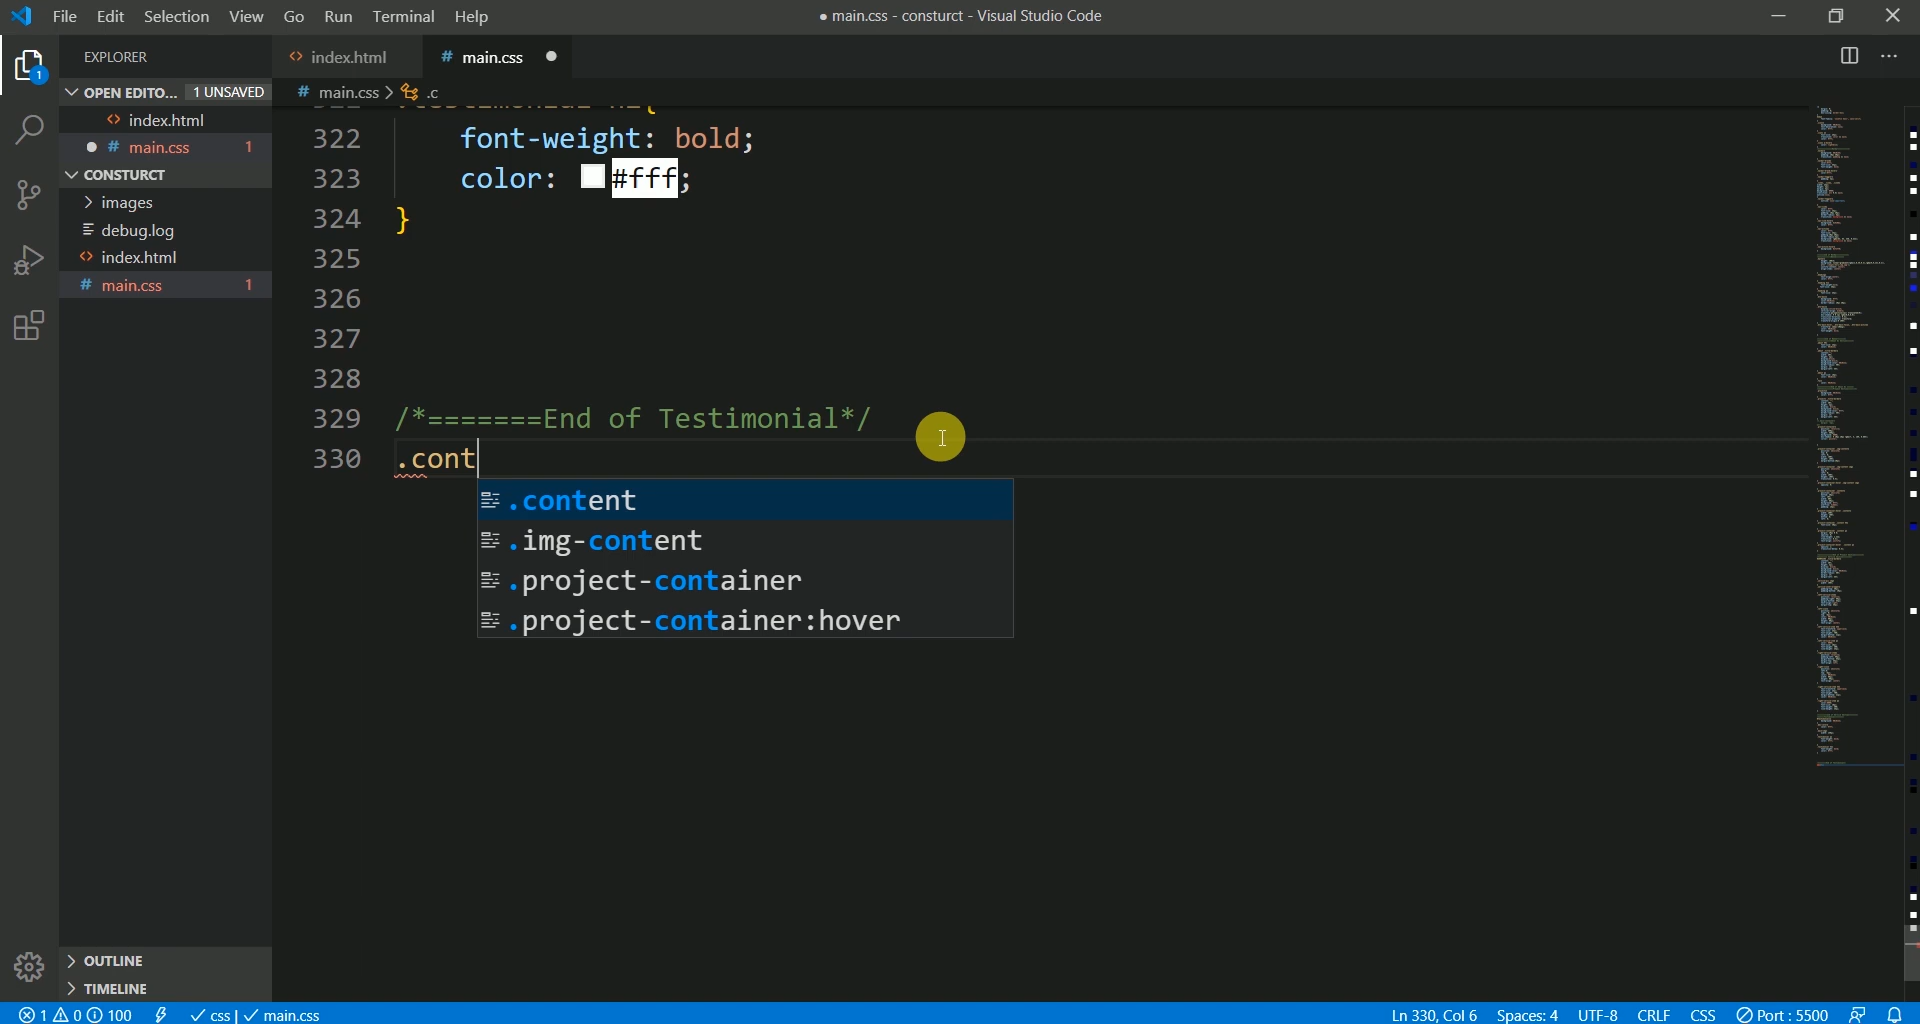 File Edit Selection View Go Run Terminal Help
● main.css - consturct - Visual Studio Code
EXPLORER
index.html
# main.css
OPEN EDITO... 1 UNSAVED
# main.css > .c
index.html
# main.css 1
CONSTURCT
images
debug.log
index.html
# main.css 1
322 font-weight: bold;
323 color: #fff;
324 }
325
326
327
328
329 /*=======End of Testimonial*/
330 .cont
.content
.img-content
.project-container
.project-container:hover
OUTLINE
TIMELINE
1 0 100 css | main.css
Ln 330, Col 6 Spaces: 4 UTF-8 CRLF CSS Port : 5500